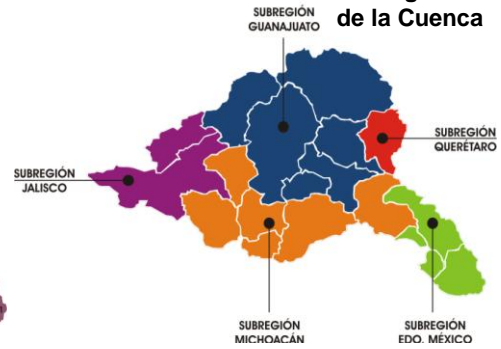 de la Cuenca
SUBREGIÓN
GUANAJUATO
SUBREGIÓN
QUERÉTARO
SUBREGIÓN
JALISCO
SUBREGIÓN
MICHOACÁN
SUBREGIÓN
EDO. MÉXICO